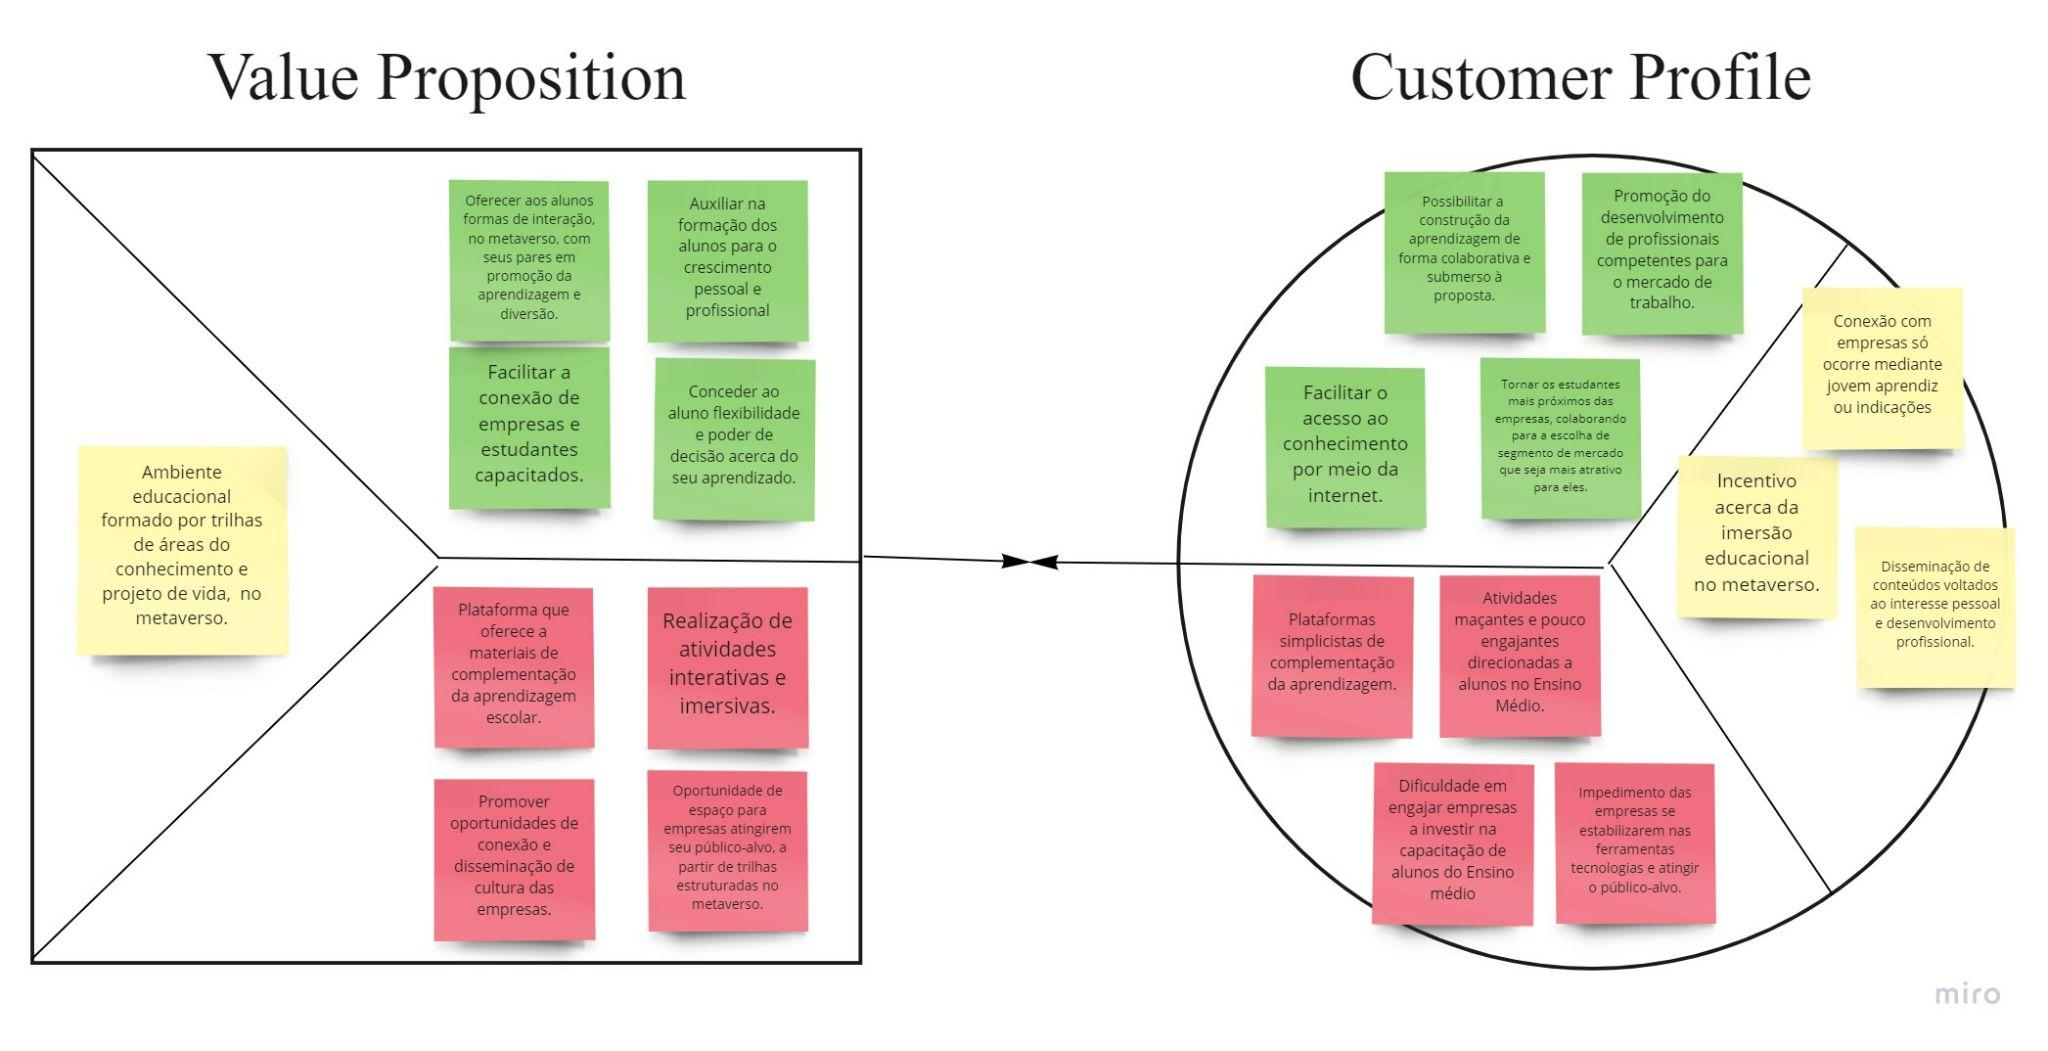 Value Proposition
Customer Profile
Oferecer aos alunos
formas de interação,
no metaverso, com
seus pares em
promoção da
aprendizagem e
diversão.
Auxiliar na
formação dos
alunos para o
crescimento
pessoal e
profissional
Facilitar a
conexão de
empresas e
estudantes
capacitados.
Conceder ao
aluno flexibilidade
e poder de
decisão acerca do
seu aprendizado.
Ambiente
educacional
formado por trilhas
de áreas do
conhecimento e
projeto de vida, no
metaverso.
Plataforma que
oferece a
materiais de
complementação
da aprendizagem
escolar.
Realização de
atividades
interativas e
imersivas.
Promover
oportunidades de
conexão e
disseminação de
cultura das
empresas.
Oportunidade de
espaço para
empresas atingirem
seu público-alvo, a
partir de trilhas
estruturadas no
metaverso.
Possibilitar a
construção da
aprendizagem de
forma colaborativa e
submerso à
proposta.
Promoção do
desenvolvimento
de profissionais
competentes para
o mercado de
trabalho.
Facilitar o
acesso ao
conhecimento
por meio da
internet.
Tornar os estudantes
mais próximos das
empresas, colaborando
para a escolha de
segmento de mercado
que seja mais atrativo
para eles.
Conexão com
empresas só
ocorre mediante
jovem aprendiz
ou indicações
Incentivo
acerca da
imersão
educacional
no metaverso.
Disseminação de
conteúdos voltados
ao interesse pessoal
e desenvolvimento
profissional.
Plataformas
simplicistas de
complementação
da aprendizagem.
Atividades
maçantes e pouco
engajantes
direcionadas a
alunos no Ensino
Médio.
Dificuldade em
engajar empresas
a investir na
capacitação de
alunos do Ensino
médio
Impedimento das
empresas se
estabilizarem nas
ferramentas
tecnologias e atingir
o público-alvo.
miro